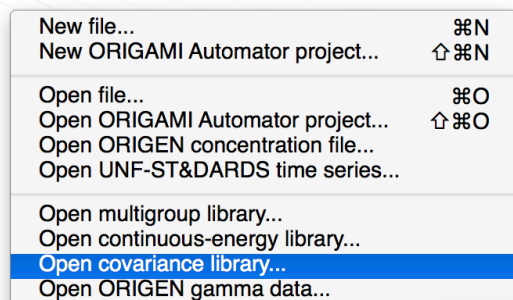 New file... ⌘N
New ORIGAMI Automator project... ⇧⌘N
Open file... ⌘O
Open ORIGAMI Automator project... ⇧⌘O
Open ORIGEN concentration file...
Open UNF-ST&DARDS time series...
Open multigroup library...
Open continuous-energy library...
Open covariance library...
Open ORIGEN gamma data...